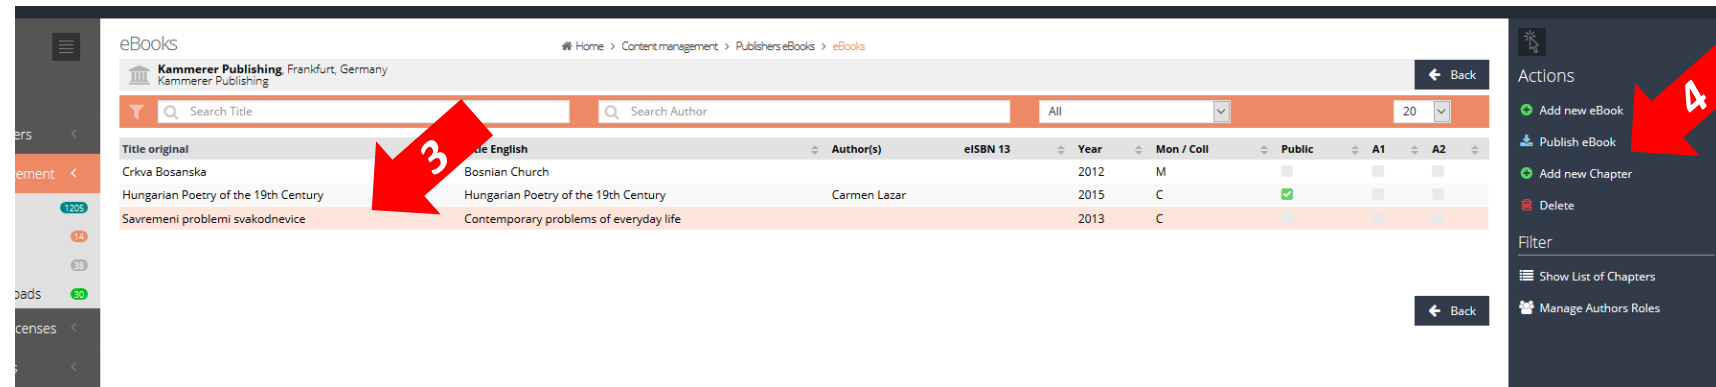 eBooks
Home > Content management > Publishers eBooks > eBooks
Kammerer Publishing, Frankfurt, Germany
Kammerer Publishing
Back
Search Title
Search Author
All
20
Title original
English
Author(s)
eISBN 13
Year
Mon / Coll
Public
A1
A2
Crkva Bosanska
Bosnian Church
2012
M
Hungarian Poetry of the 19th Century
Hungarian Poetry of the 19th Century
Carmen Lazar
2015
C
Savremeni problemi svakodnevice
Contemporary problems of everyday life
2013
C
Back
3
ers
ement
1205
14
38
oads
30
censes
s
Actions
Add new eBook
Publish eBook
Add new Chapter
Delete
Filter
Show List of Chapters
Manage Authors Roles
4